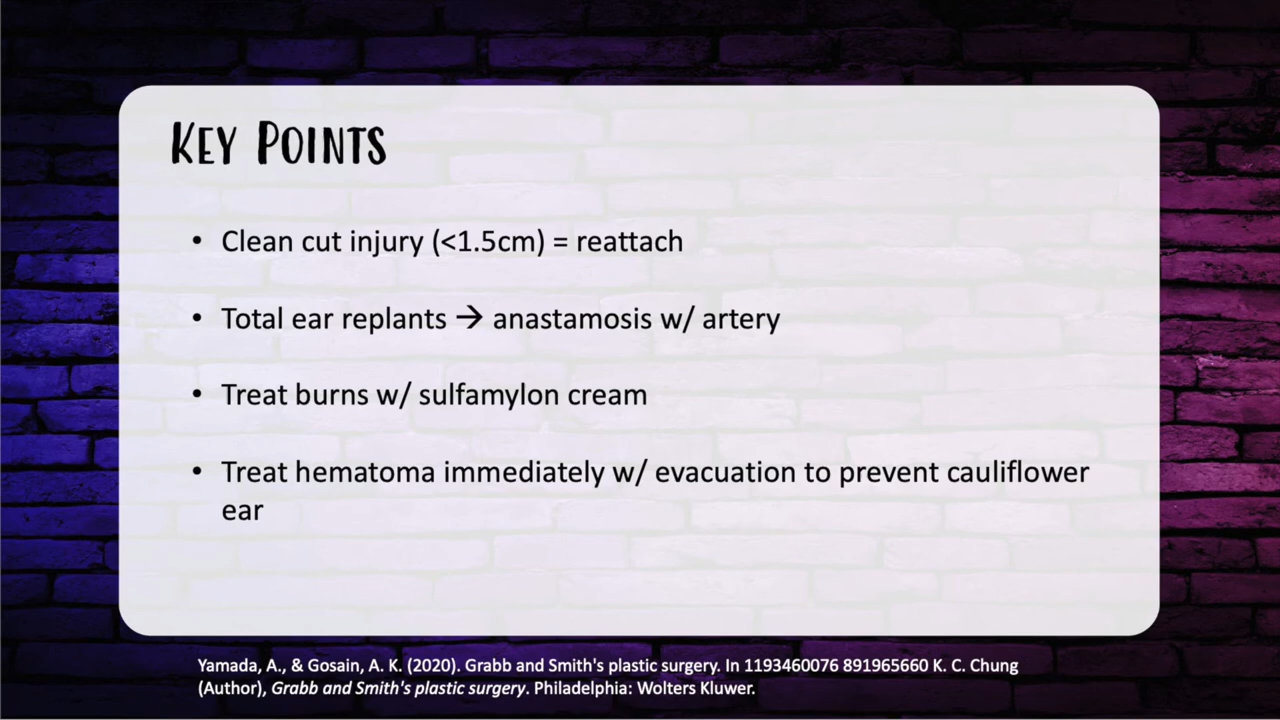 Key Points
• Clean cut injury (<1.5cm) = reattach
• Total ear replants → anastamosis w/ artery
• Treat burns w/ sulfamylon cream
• Treat hematoma immediately w/ evacuation to prevent cauliflower
ear
Yamada, A., & Gosain, A. K. (2020). Grabb and Smith's plastic surgery. In 1193460076 891965660 K. C. Chung
(Author), Grabb and Smith's plastic surgery. Philadelphia: Wolters Kluwer.